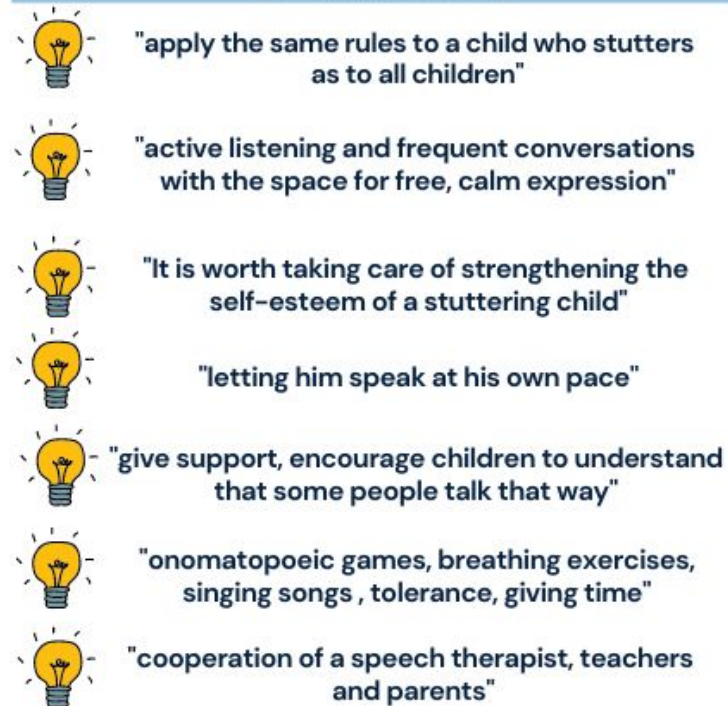 "apply the same rules to a child who stutters
as to all children"
"active listening and frequent conversations
with the space for free, calm expression"
"It is worth taking care of strengthening the
self-esteem of a stuttering child"
"letting him speak at his own pace"
"give support, encourage children to understand
that some people talk that way"
"onomatopoeic games, breathing exercises,
singing songs , tolerance, giving time"
"cooperation of a speech therapist, teachers
and parents"